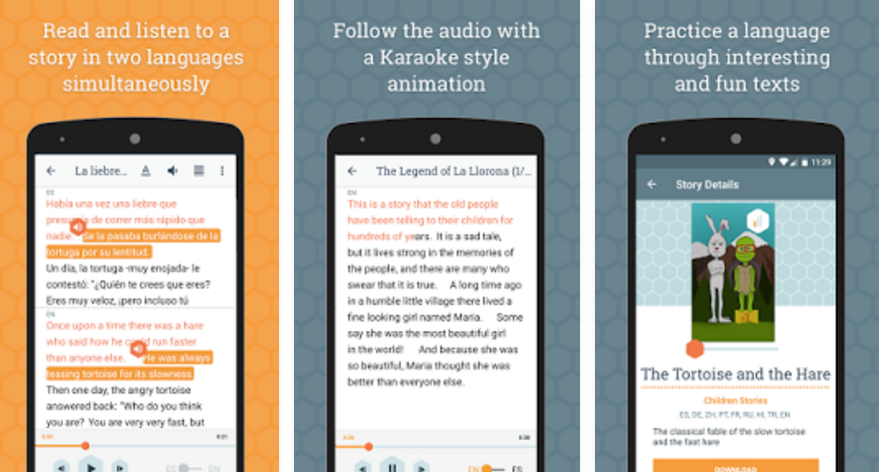 Read and listen to a
story in two languages
simultaneously
La liebre...
A
ES
Había una vez una liebre que
presumía de correr más rápido que
nadie. Se la pasaba burlándose de la
tortuga por su lentitud.
Un día, la tortuga -muy enojada- le
contestó: "¿Quién te crees que eres?
Eres muy veloz, ¡pero incluso tú
EN
Once upon a time there was a hare
who said how he could run faster
than anyone else. He was always
teasing tortoise for its slowness.
Then one day, the angry tortoise
answered back: "Who do you think
you are? You are very very fast, but
ES EN
Follow the audio with
a Karaoke style
animation
The Legend of La Llorona (1/...
EN
This is a story that the old people
have been telling to their children for
hundreds of years. It is a sad tale,
but it lives strong in the memories of
the people, and there are many who
swear that it is true. A long time ago
in a humble little village there lived a
fine looking girl named Maria. Some
say she was the most beautiful girl
in the world! And because she was
so beautiful, Maria thought she was
better than everyone else.
EN ES
Practice a language
through interesting
and fun texts
11:29
Story Details
The Tortoise and the Hare
Children Stories
ES, DE, ZH, PT, FR, RU, HI, TR, EN
The classical fable of the slow tortoise
and the fast hare
DOWNLOAD